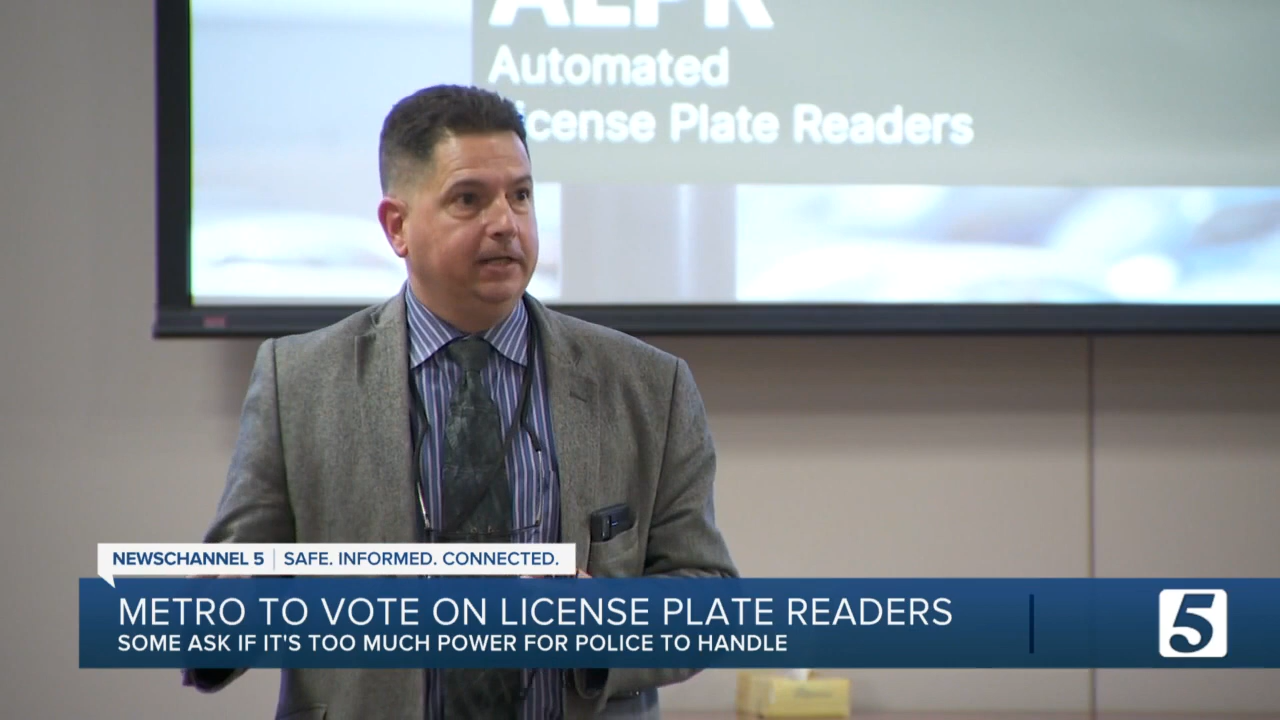 ALPR
Automated
License Plate Readers
NEWSCHANNEL 5 | SAFE. INFORMED. CONNECTED.
METRO TO VOTE ON LICENSE PLATE READERS
SOME ASK IF IT'S TOO MUCH POWER FOR POLICE TO HANDLE
5